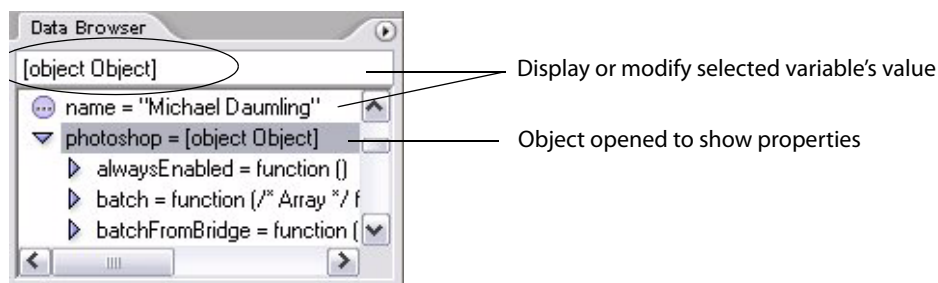 Data Browser
[object Object]
Display or modify selected variable's value
name = "Michael Daumling"
photoshop = [object Object]
Object opened to show properties
alwaysEnabled = function ()
batch = function (/* Array */ f
batchFromBridge = function (